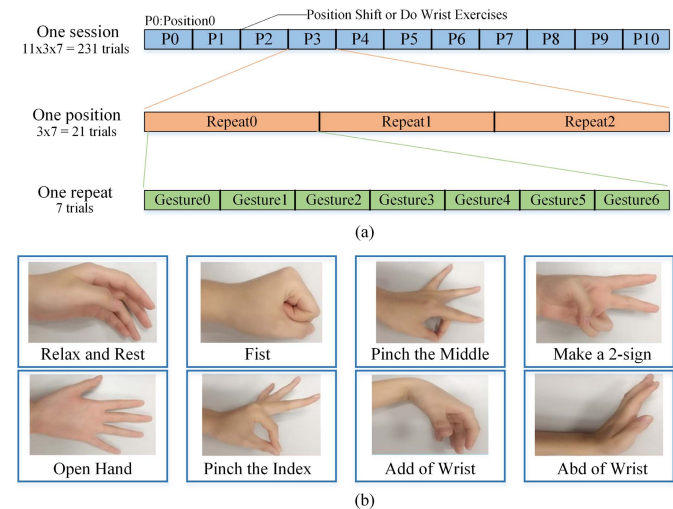 P0:Position0
Position Shift or Do Wrist Exercises
One session
11x3x7 = 231 trials
P0 P1 P2 P3 P4 P5 P6 P7 P8 P9 P10
One position
3x7 = 21 trials
Repeat0 Repeat1 Repeat2
One repeat
7 trials
Gesture0 Gesture1 Gesture2 Gesture3 Gesture4 Gesture5 Gesture6
(a)
Relax and Rest
Fist
Pinch the Middle
Make a 2-sign
Open Hand
Pinch the Index
Add of Wrist
Abd of Wrist
(b)